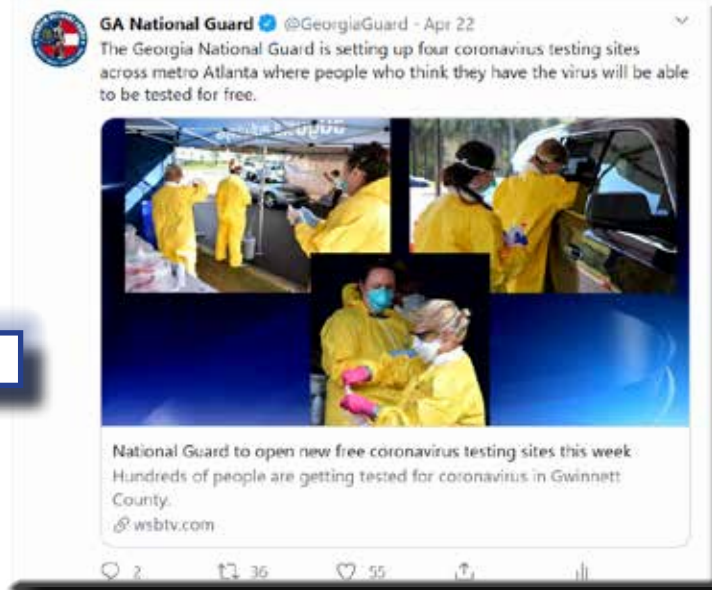 GA National Guard @GeorgiaGuard · Apr 22
The Georgia National Guard is setting up four coronavirus testing sites
across metro Atlanta where people who think they have the virus will be able
to be tested for free.
National Guard to open new free coronavirus testing sites this week
Hundreds of people are getting tested for coronavirus in Gwinnett
County.
wsbtv.com
2 36 55